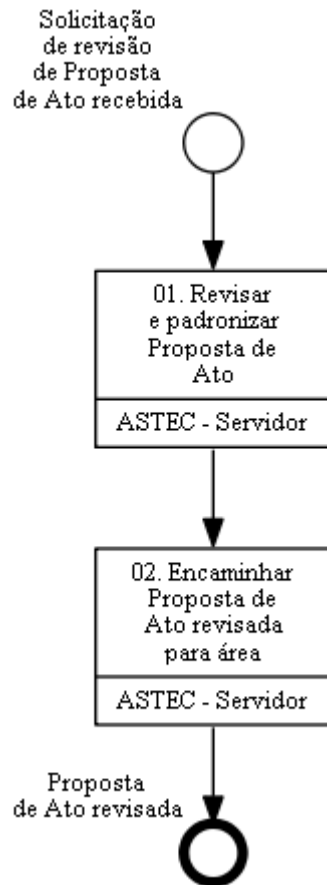 Solicitação
de revisão
de Proposta
de Ato recebida
01. Revisar
e padronizar
Proposta de
Ato
ASTEC - Servidor
02. Encaminhar
Proposta de
Ato revisada
para área
ASTEC - Servidor
Proposta
de Ato revisada